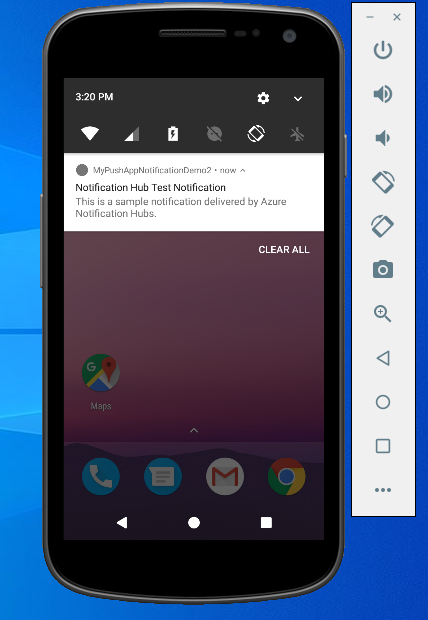 3:20 PM
MyPushAppNotificationDemo2 • now
Notification Hub Test Notification
This is a sample notification delivered by Azure
Notification Hubs.
CLEAR ALL
G
Maps